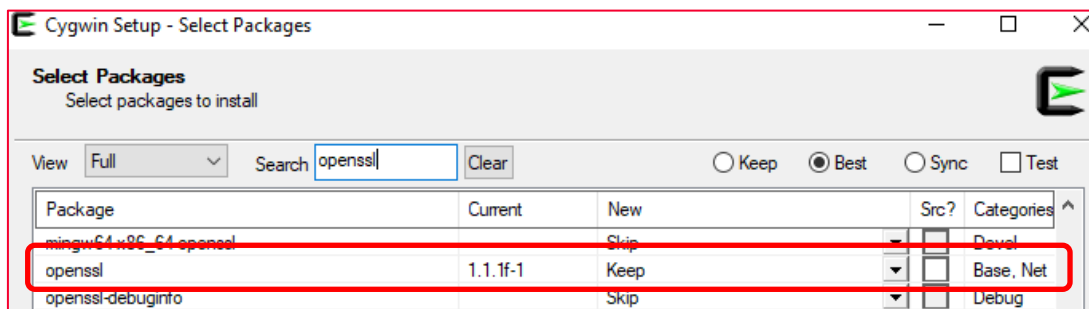 Cygwin Setup - Select Packages
Select Packages
Select packages to install
View Full Search openssl Clear Keep Best Sync Test
Package Current New Src? Categories
mingw64-x86_64-openssl Skip Devel
openssl 1.1.1f-1 Keep Base, Net
openssl-debuginfo Skip Debug